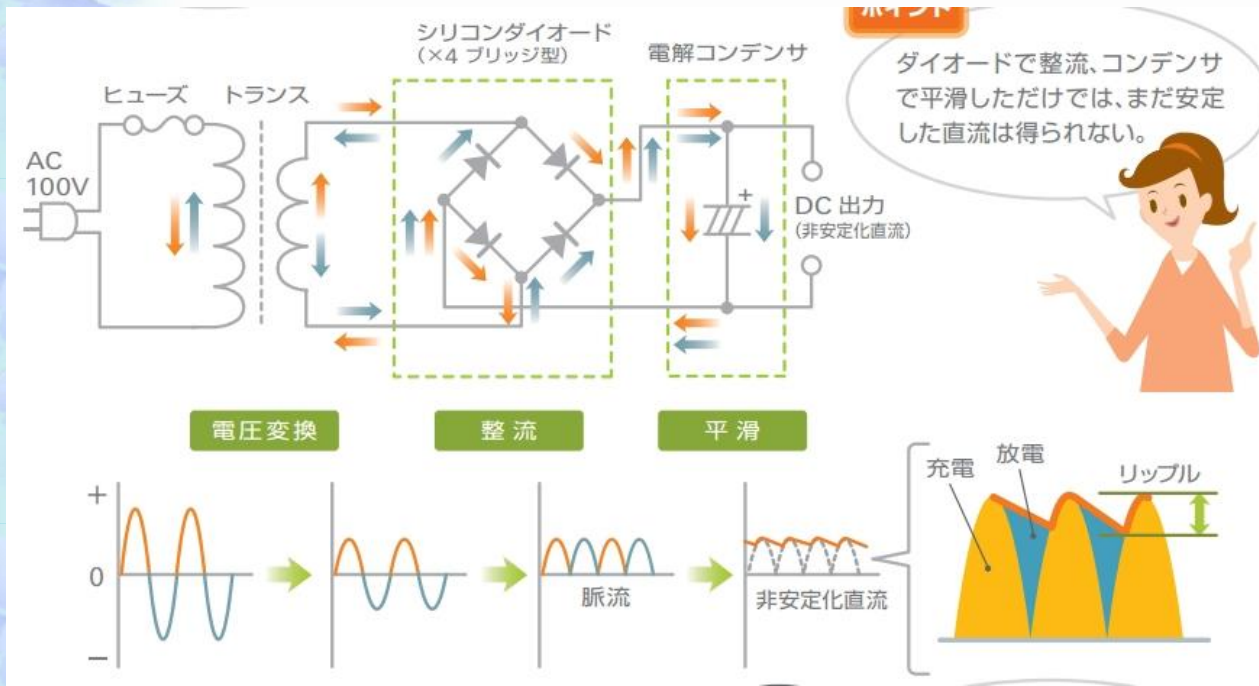 ポイント
ダイオードで整流、コンデンサ
で平滑しただけでは、まだ安定
した直流は得られない。
シリコンダイオード
(×4 ブリッジ型)
電解コンデンサ
ヒューズ
トランス
AC
100V
+
DC 出力
(非安定化直流)
電圧変換
整流
平滑
+
0
−
脈流
非安定化直流
充電
放電
リップル